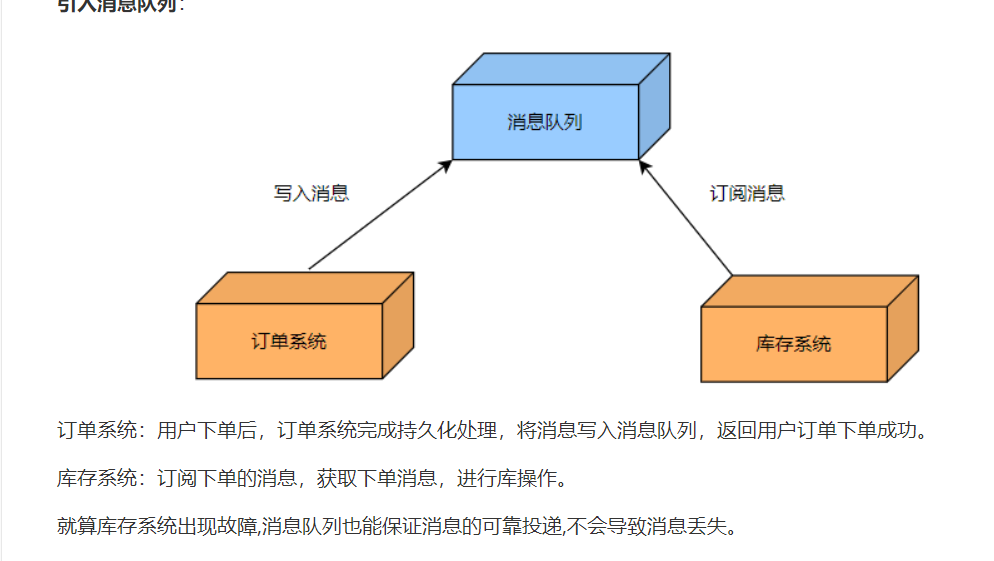 引入消息队列：
消息队列
写入消息
订阅消息
订单系统
库存系统
订单系统：用户下单后，订单系统完成持久化处理，将消息写入消息队列，返回用户订单下单成功。
库存系统：订阅下单的消息，获取下单消息，进行库操作。
就算库存系统出现故障,消息队列也能保证消息的可靠投递,不会导致消息丢失。